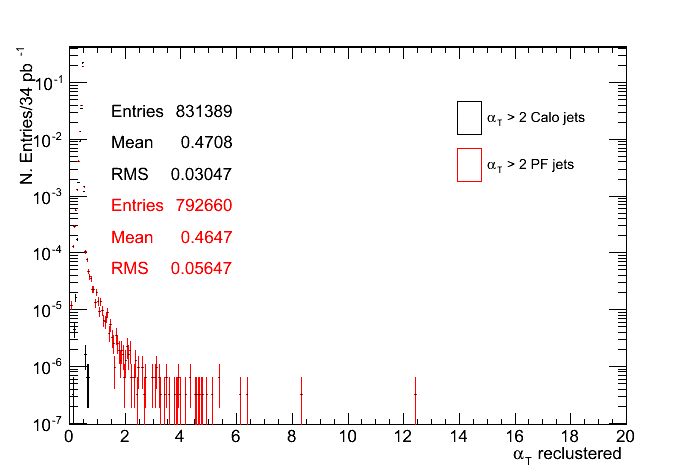 N. Entries/34 pb⁻¹
10⁻¹
10⁻²
10⁻³
10⁻⁴
10⁻⁵
10⁻⁶
10⁻⁷
Entries 831389
Mean 0.4708
RMS 0.03047
Entries 792660
Mean 0.4647
RMS 0.05647
α_T > 2 Calo jets
α_T > 2 PF jets
0 2 4 6 8 10 12 14 16 18 20
α_T reclustered